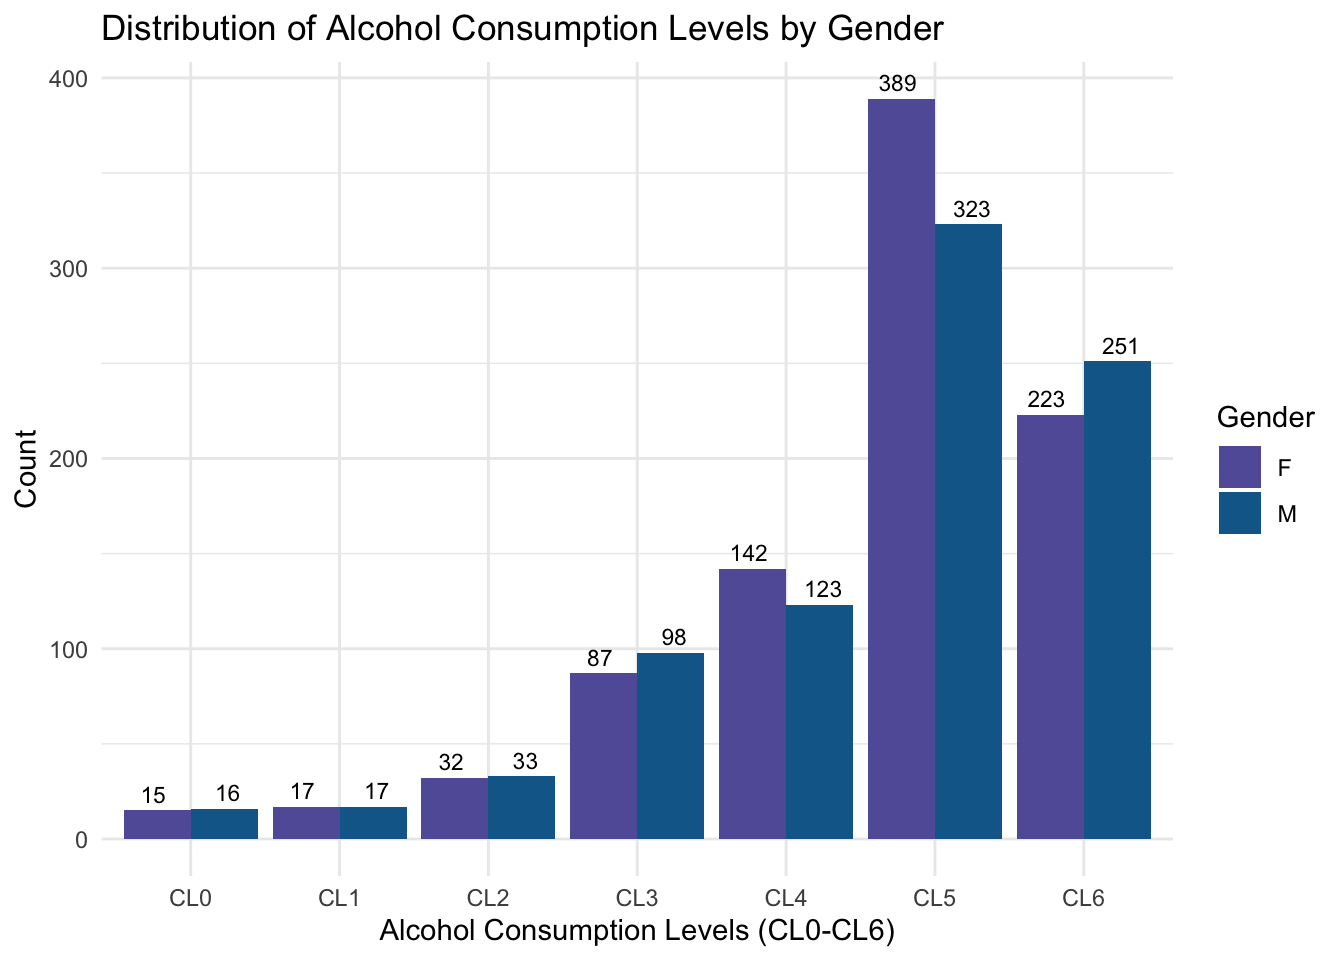 Distribution of Alcohol Consumption Levels by Gender
400
300
200
100
0
Count
15
16
17
17
32
33
87
98
142
123
389
323
223
251
CL0
CL1
CL2
CL3
CL4
CL5
CL6
Alcohol Consumption Levels (CL0-CL6)
Gender
F
M